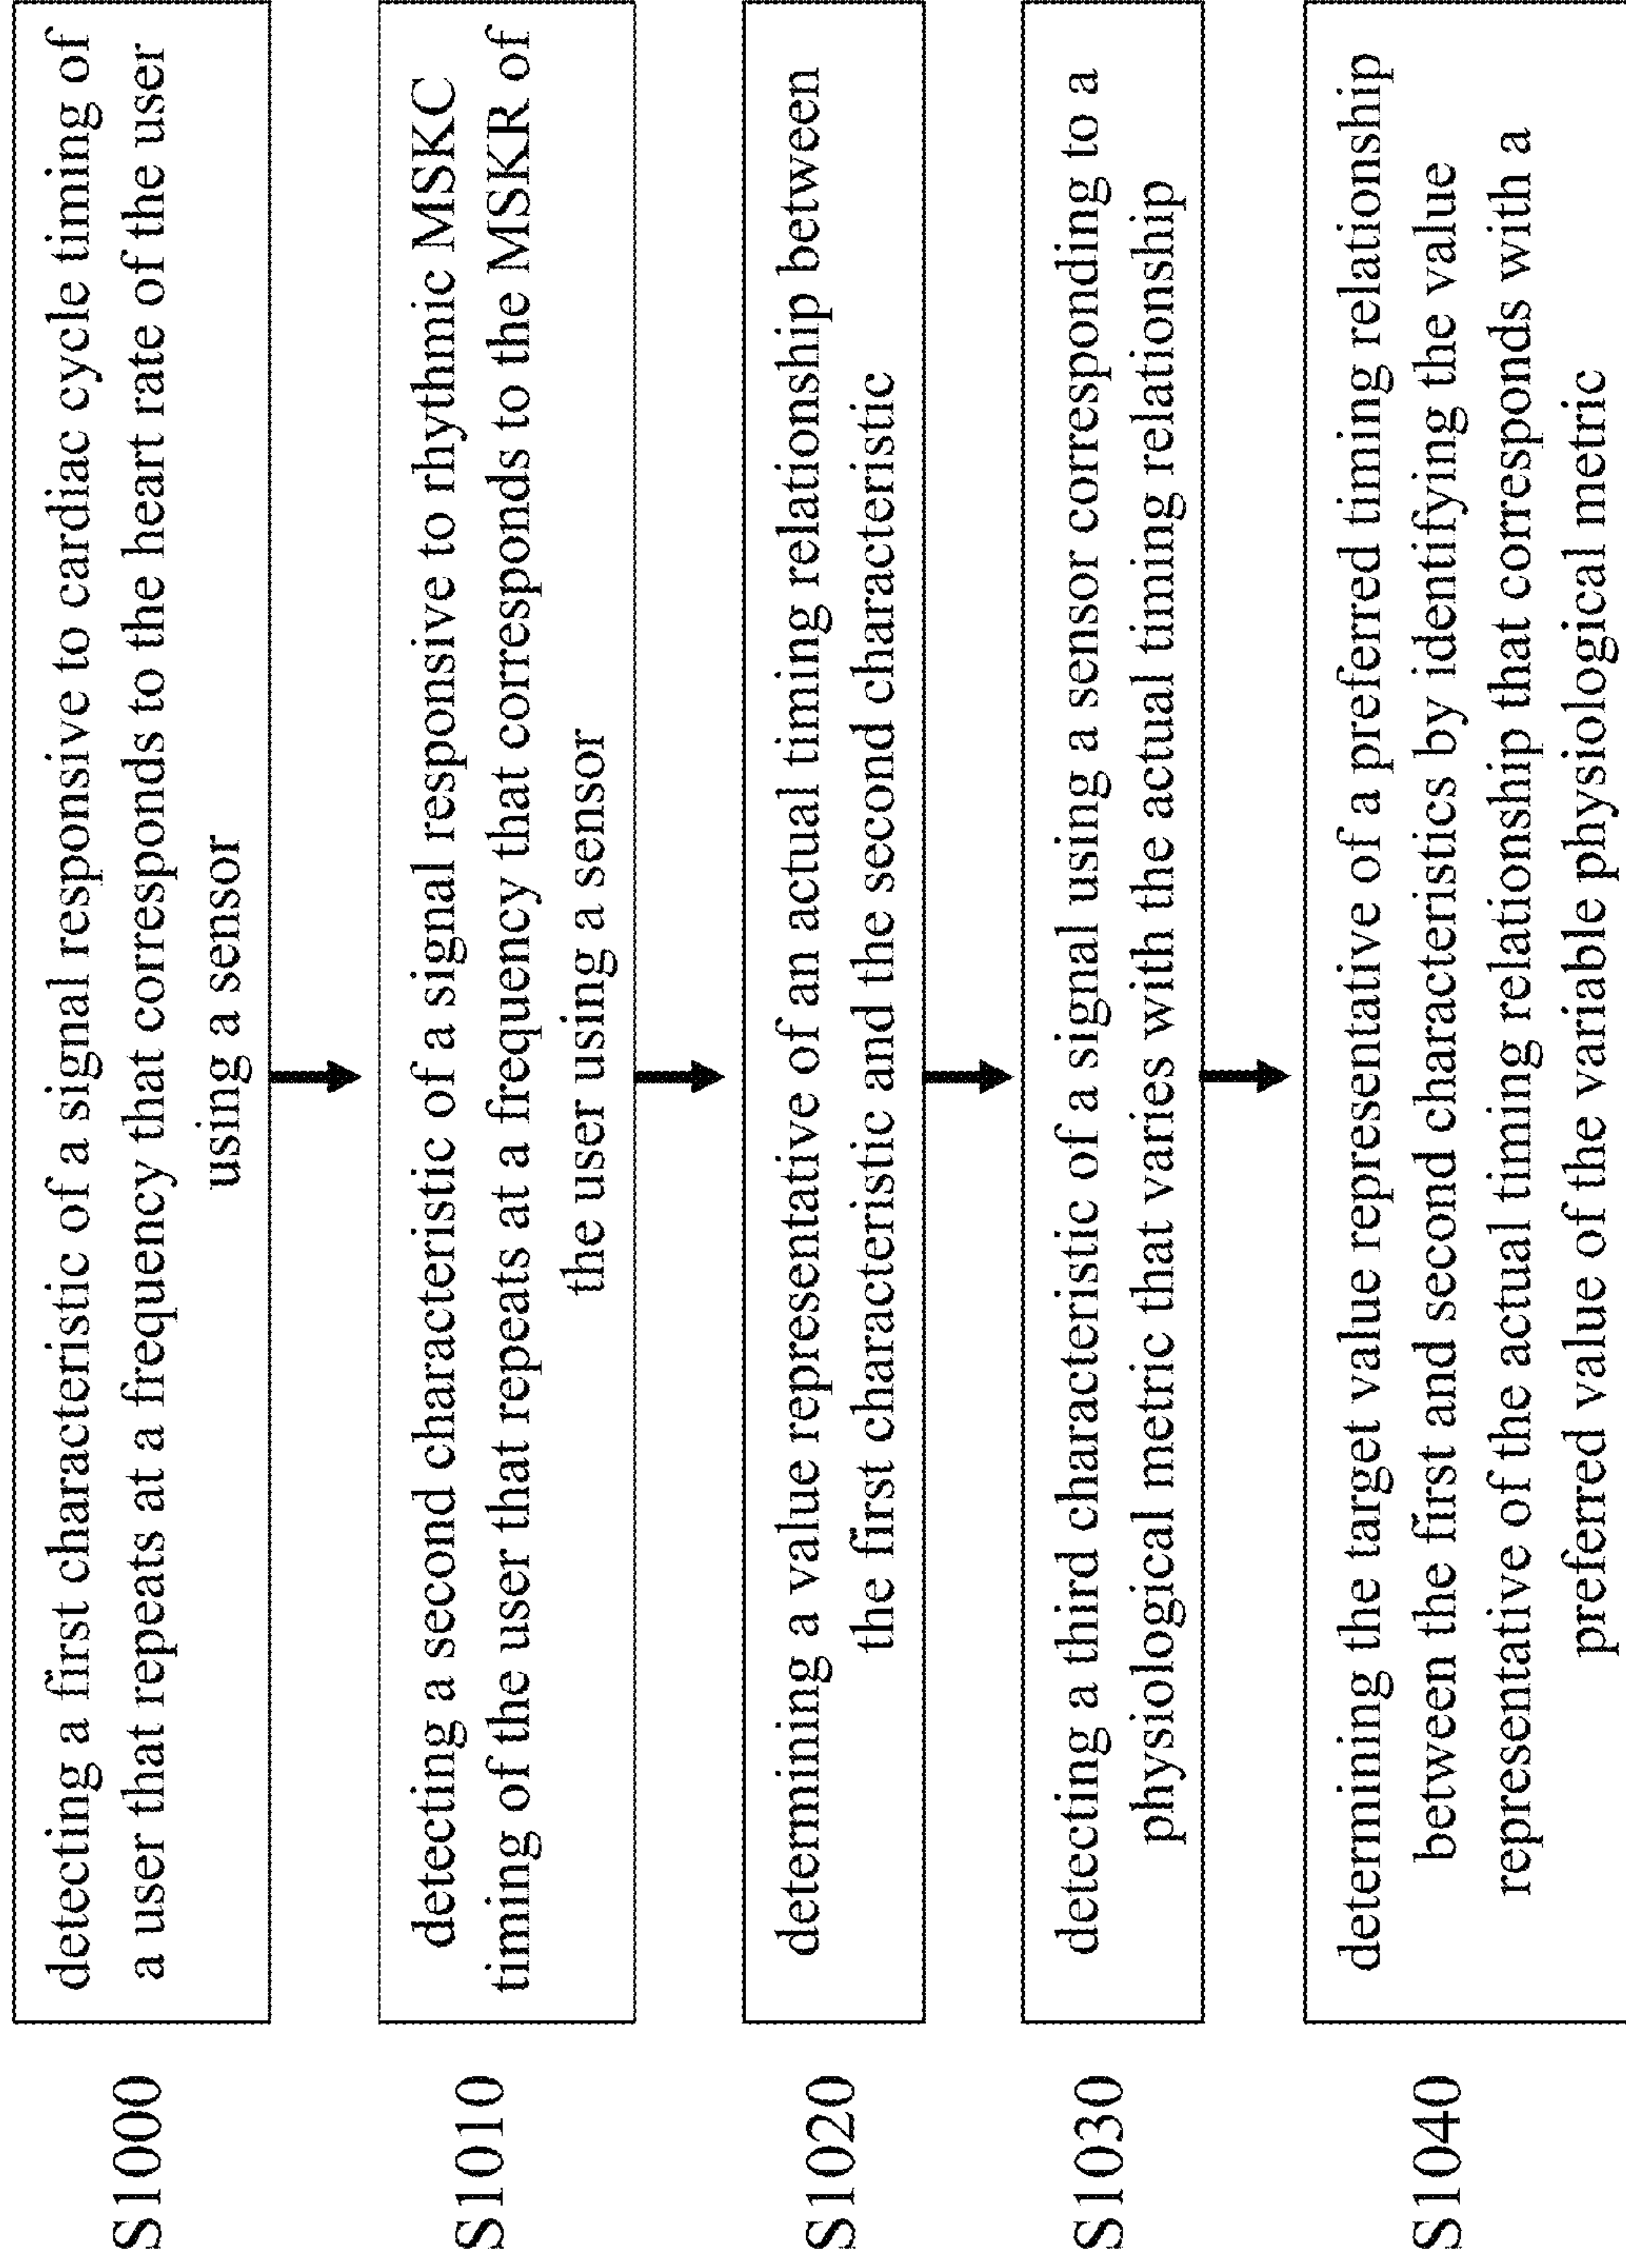 S1000
detecting a first characteristic of a signal responsive to cardiac cycle timing of
a user that repeats at a frequency that corresponds to the heart rate of the user
using a sensor
S1010
detecting a second characteristic of a signal responsive to rhythmic MSKC
timing of the user that repeats at a frequency that corresponds to the MSKR of
the user using a sensor
S1020
determining a value representative of an actual timing relationship between
the first characteristic and the second characteristic
S1030
detecting a third characteristic of a signal using a sensor corresponding to a
physiological metric that varies with the actual timing relationship
S1040
determining the target value representative of a preferred timing relationship
between the first and second characteristics by identifying the value
representative of the actual timing relationship that corresponds with a
preferred value of the variable physiological metric